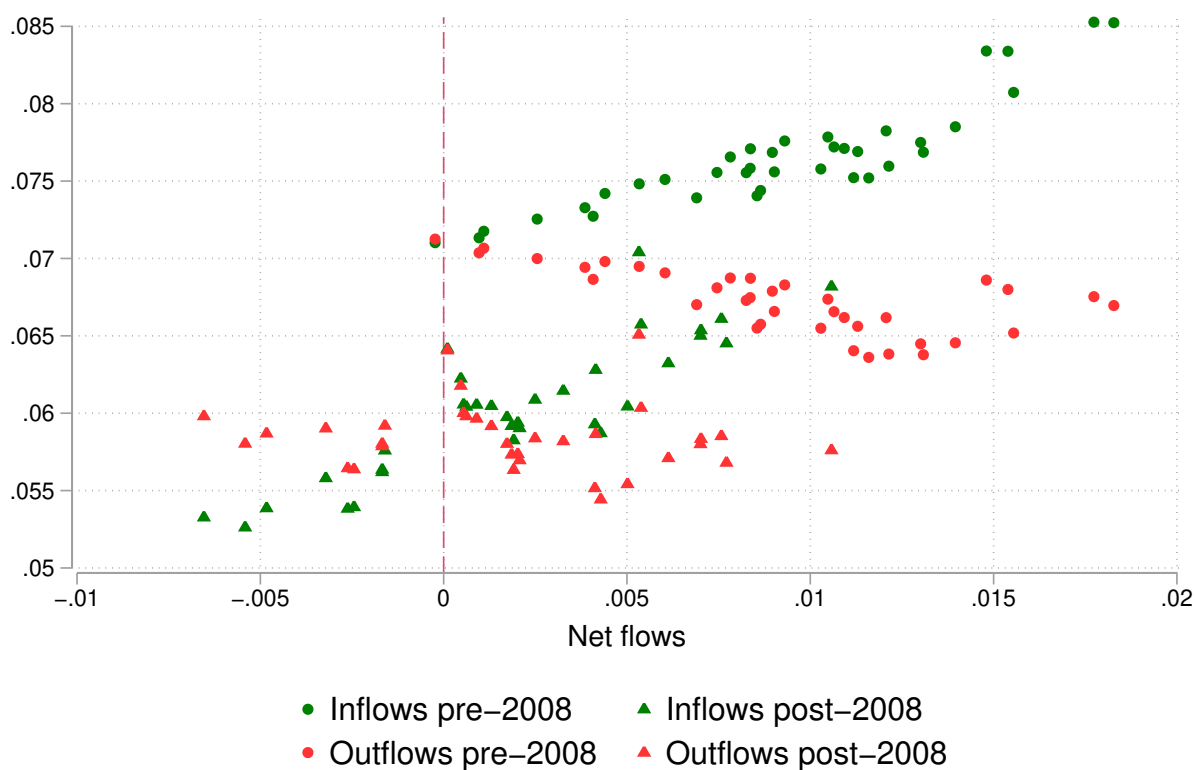 .085
.08
.075
.07
.065
.06
.055
.05
−.01 −.005 0 .005 .01 .015 .02
Net flows
Inflows pre−2008 Inflows post−2008
Outflows pre−2008 Outflows post−2008